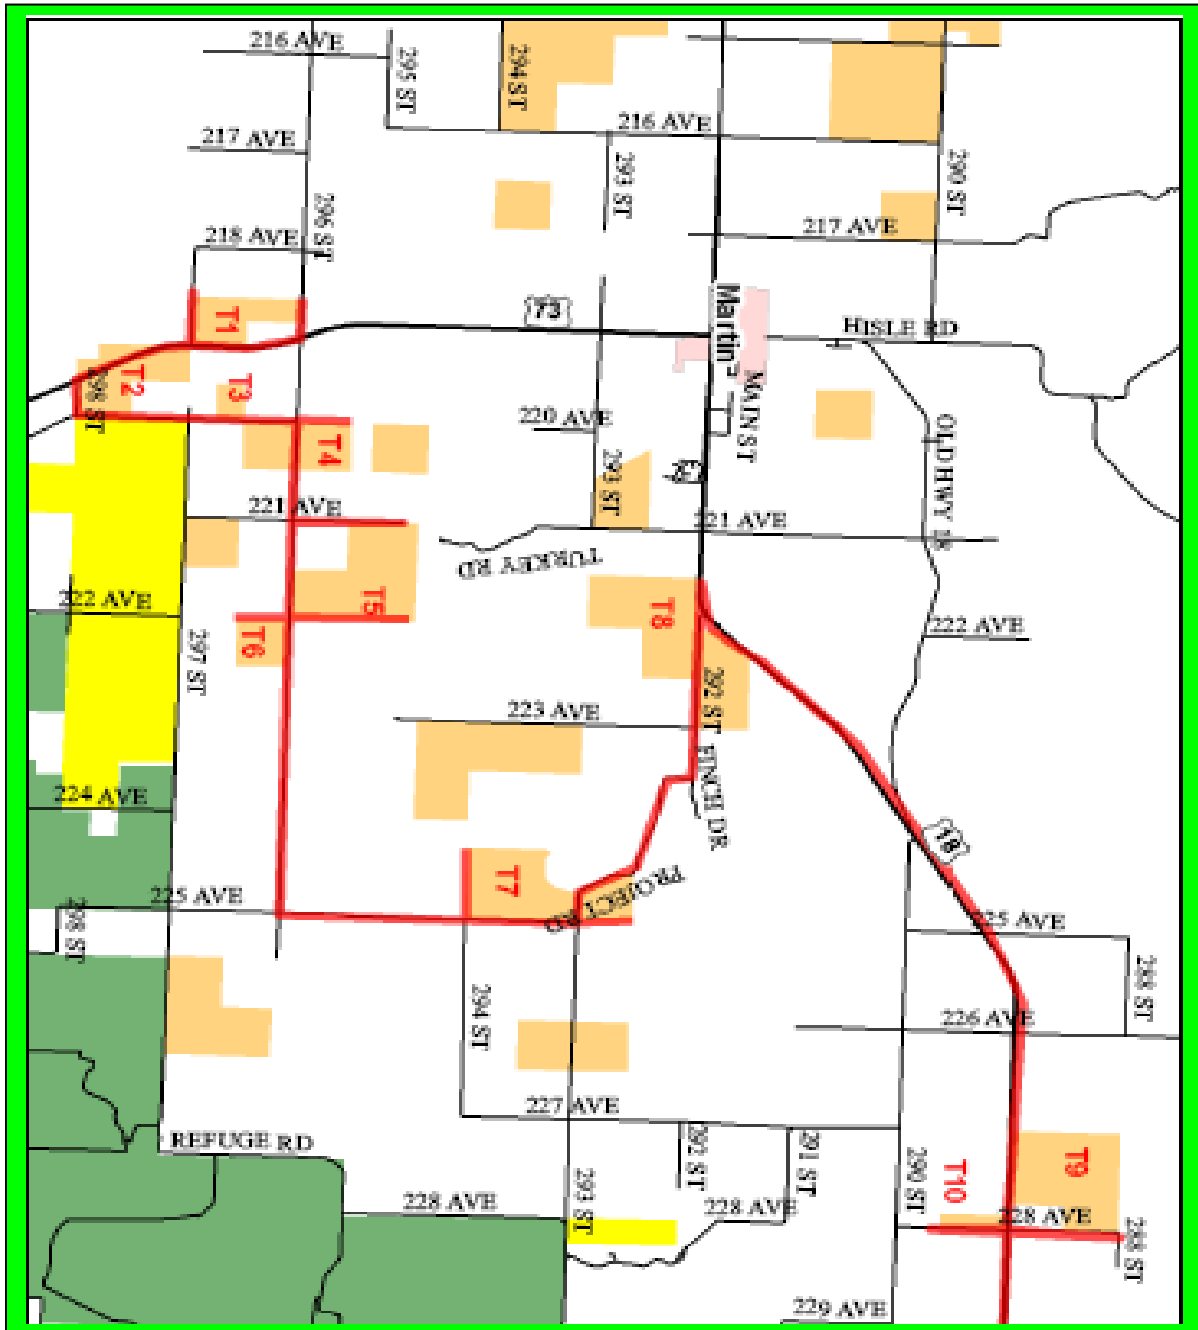 216 AVE
295 ST
294 ST
216 AVE
293 ST
290 ST
217 AVE
296 ST
217 AVE
218 AVE
T1
73
Martin
HISLE RD
T2
T3
298 ST
MAIN ST
220 AVE
OLD HWY 18
T4
293 ST
221 AVE
221 AVE
TURKEY RD
222 AVE
T5
T8
222 AVE
T6
297 ST
292 ST
223 AVE
FINCH DR
224 AVE
18
T7
PROJECT RD
225 AVE
298 ST
225 AVE
288 ST
294 ST
226 AVE
227 AVE
REFUGE RD
292 ST
291 ST
290 ST
T10
T9
228 AVE
293 ST
228 AVE
228 AVE
288 ST
229 AVE